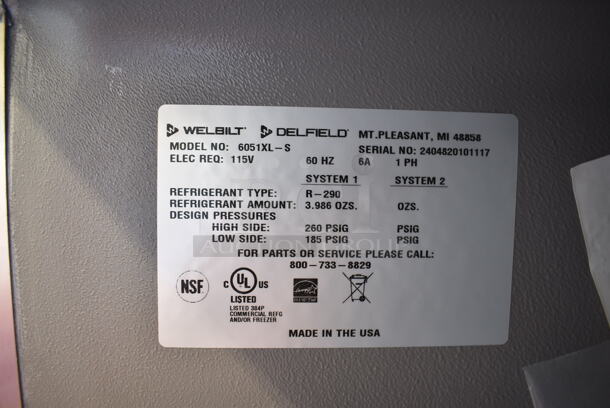 WELBILT DELFIELD MT.PLEASANT, MI 48858
MODEL NO: 6051XL-S SERIAL NO: 2404820101117
ELEC REQ: 115V 60 HZ 6A 1 PH
SYSTEM 1 SYSTEM 2
REFRIGERANT TYPE: R-290
REFRIGERANT AMOUNT: 3.986 OZS. OZS.
DESIGN PRESSURES
HIGH SIDE: 260 PSIG PSIG
LOW SIDE: 185 PSIG PSIG
FOR PARTS OR SERVICE PLEASE CALL:
800-733-8829
NSF
C UL US
LISTED
LISTED 384P
COMMERCIAL REFG
AND/OR FREEZER
MADE IN THE USA